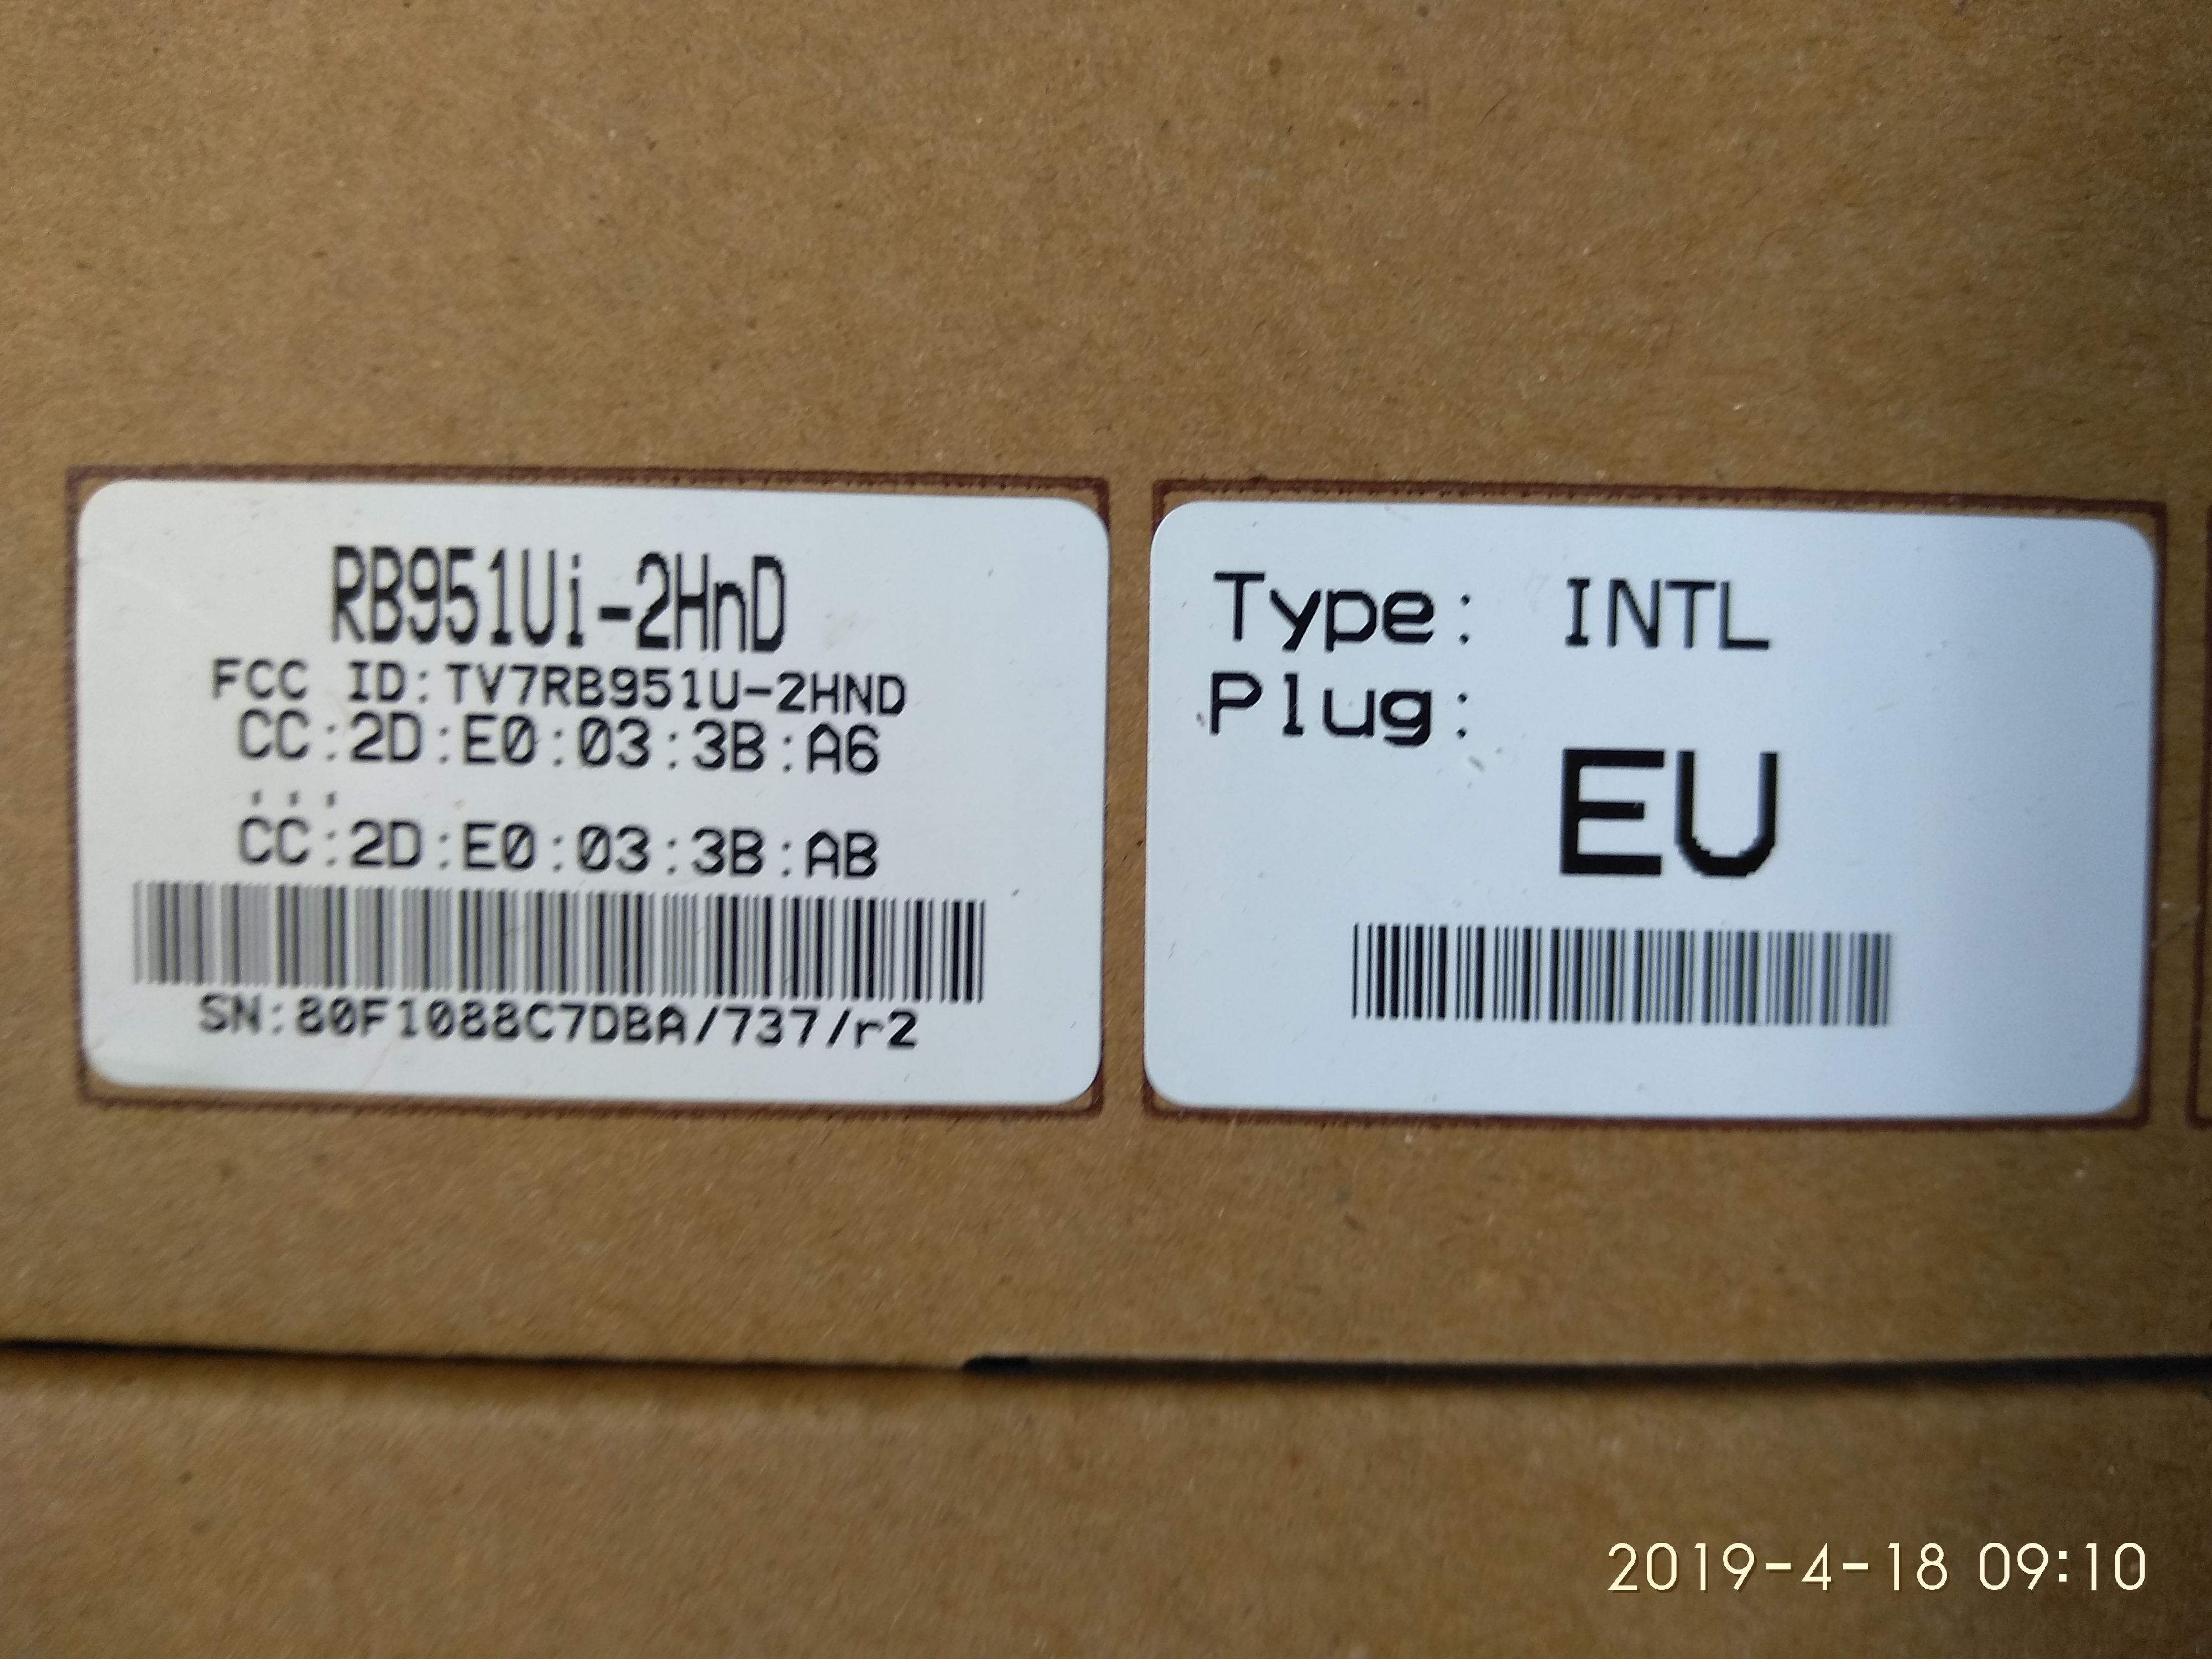 RB951Ui-2HnD
FCC ID:TV7RB951U-2HND
CC:2D:E0:03:3B:A6
...
CC:2D:E0:03:3B:AB
SN:80F1088C7DBA/737/r2
Type: INTL
Plug:
EU
2019-4-18 09:10